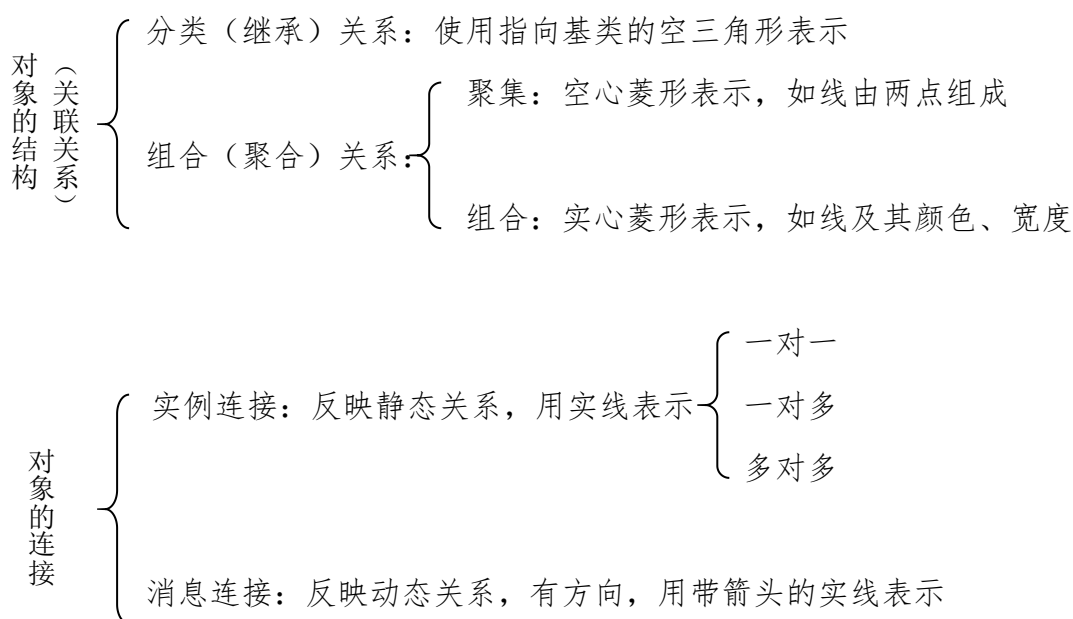 对象的结构
（关联关系）
分类（继承）关系：使用指向基类的空三角形表示
组合（聚合）关系：
聚集：空心菱形表示，如线由两点组成
组合：实心菱形表示，如线及其颜色、宽度
对象的连接
实例连接：反映静态关系，用实线表示
一对一
一对多
多对多
消息连接：反映动态关系，有方向，用带箭头的实线表示